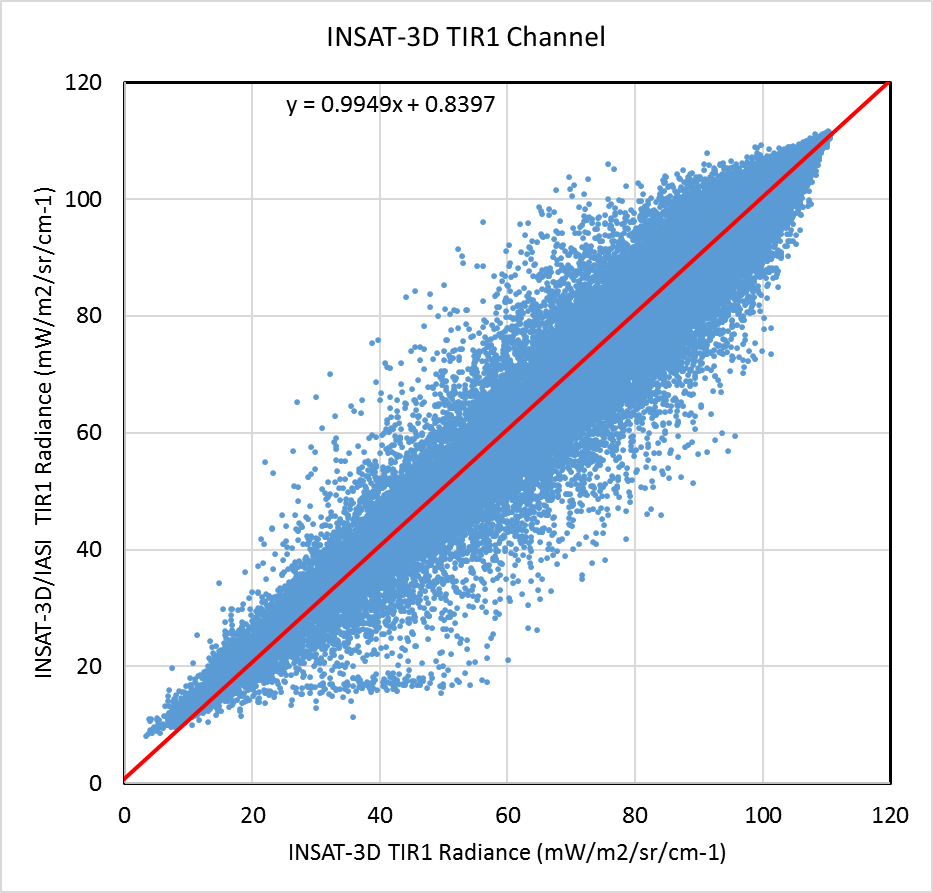 INSAT-3D TIR1 Channel
y = 0.9949x + 0.8397
120
100
80
60
40
20
0
INSAT-3D/IASI TIR1 Radiance (mW/m2/sr/cm-1)
0 20 40 60 80 100 120
INSAT-3D TIR1 Radiance (mW/m2/sr/cm-1)